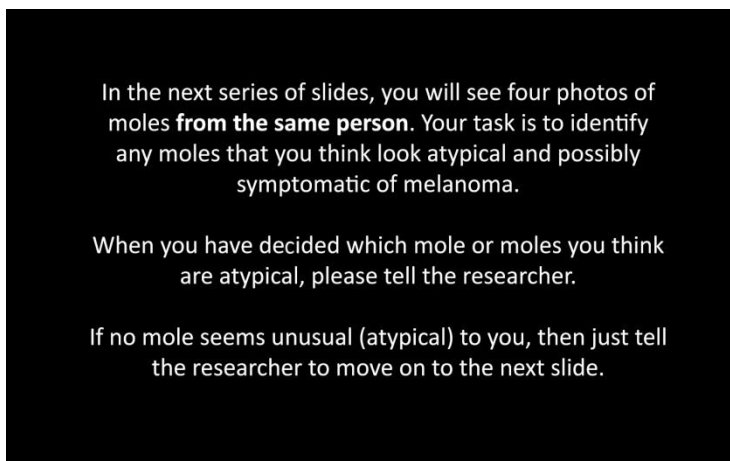 In the next series of slides, you will see four photos of
moles from the same person. Your task is to identify
any moles that you think look atypical and possibly
symptomatic of melanoma.
When you have decided which mole or moles you think
are atypical, please tell the researcher.
If no mole seems unusual (atypical) to you, then just tell
the researcher to move on to the next slide.